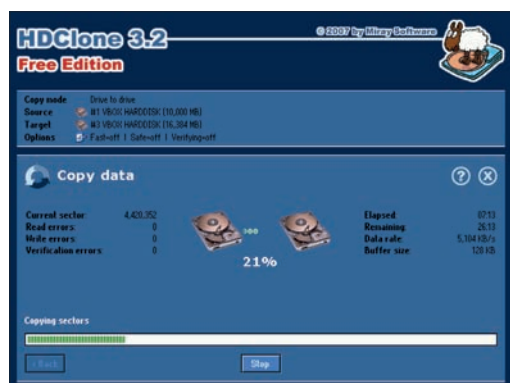 HDClone 3.2
Free Edition
© 2007 by Miray Software
Copy mode Drive to drive
Source #1 VBOX HARDDISK (10,000 MB)
Target #3 VBOX HARDDISK (16,384 MB)
Options Fast=off | Safe=off | Verifying=off
Copy data
Current sector 4,420,352
Read errors: 0
Write errors: 0
Verification errors: 0
21%
Elapsed 07:13
Remaining: 26:13
Data rate: 5,104 KB/s
Buffer size: 128 KB
Copying sectors
< Back
Stop